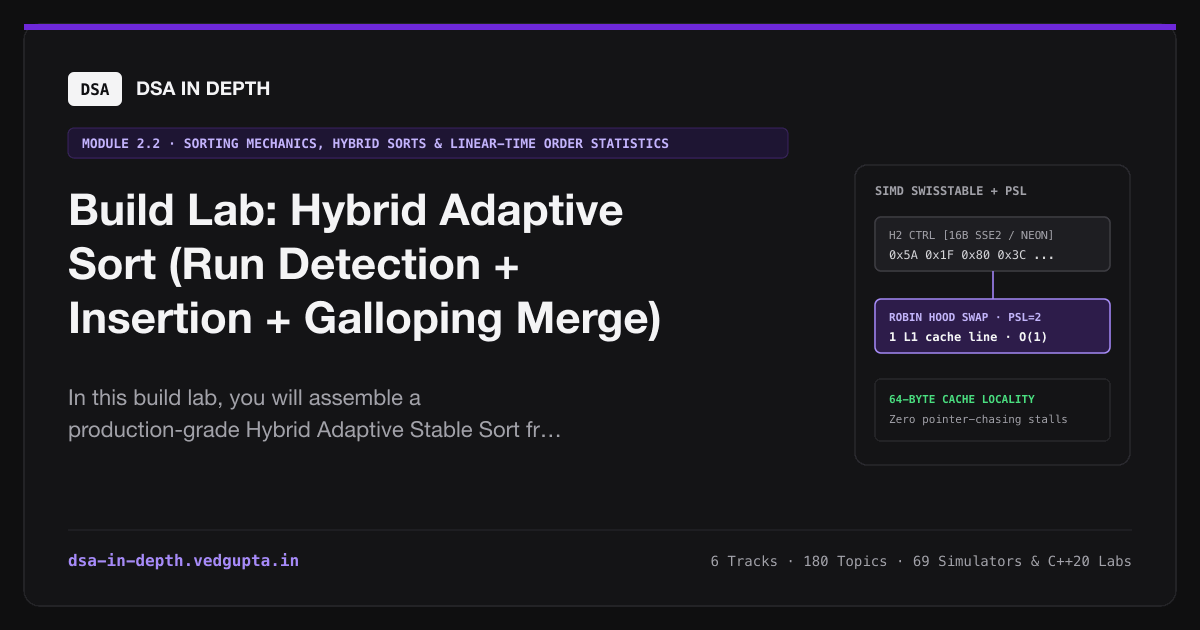 DSA
DSA IN DEPTH
MODULE 2.2 · SORTING MECHANICS, HYBRID SORTS & LINEAR-TIME ORDER STATISTICS
Build Lab: Hybrid Adaptive
Sort (Run Detection +
Insertion + Galloping Merge)
In this build lab, you will assemble a
production-grade Hybrid Adaptive Stable Sort fr...
SIMD SWISSTABLE + PSL
H2 CTRL [16B SSE2 / NEON]
0x5A 0x1F 0x80 0x3C ...
ROBIN HOOD SWAP · PSL=2
1 L1 cache line · O(1)
64-BYTE CACHE LOCALITY
Zero pointer-chasing stalls
dsa-in-depth.vedgupta.in
6 Tracks · 180 Topics · 69 Simulators & C++20 Labs